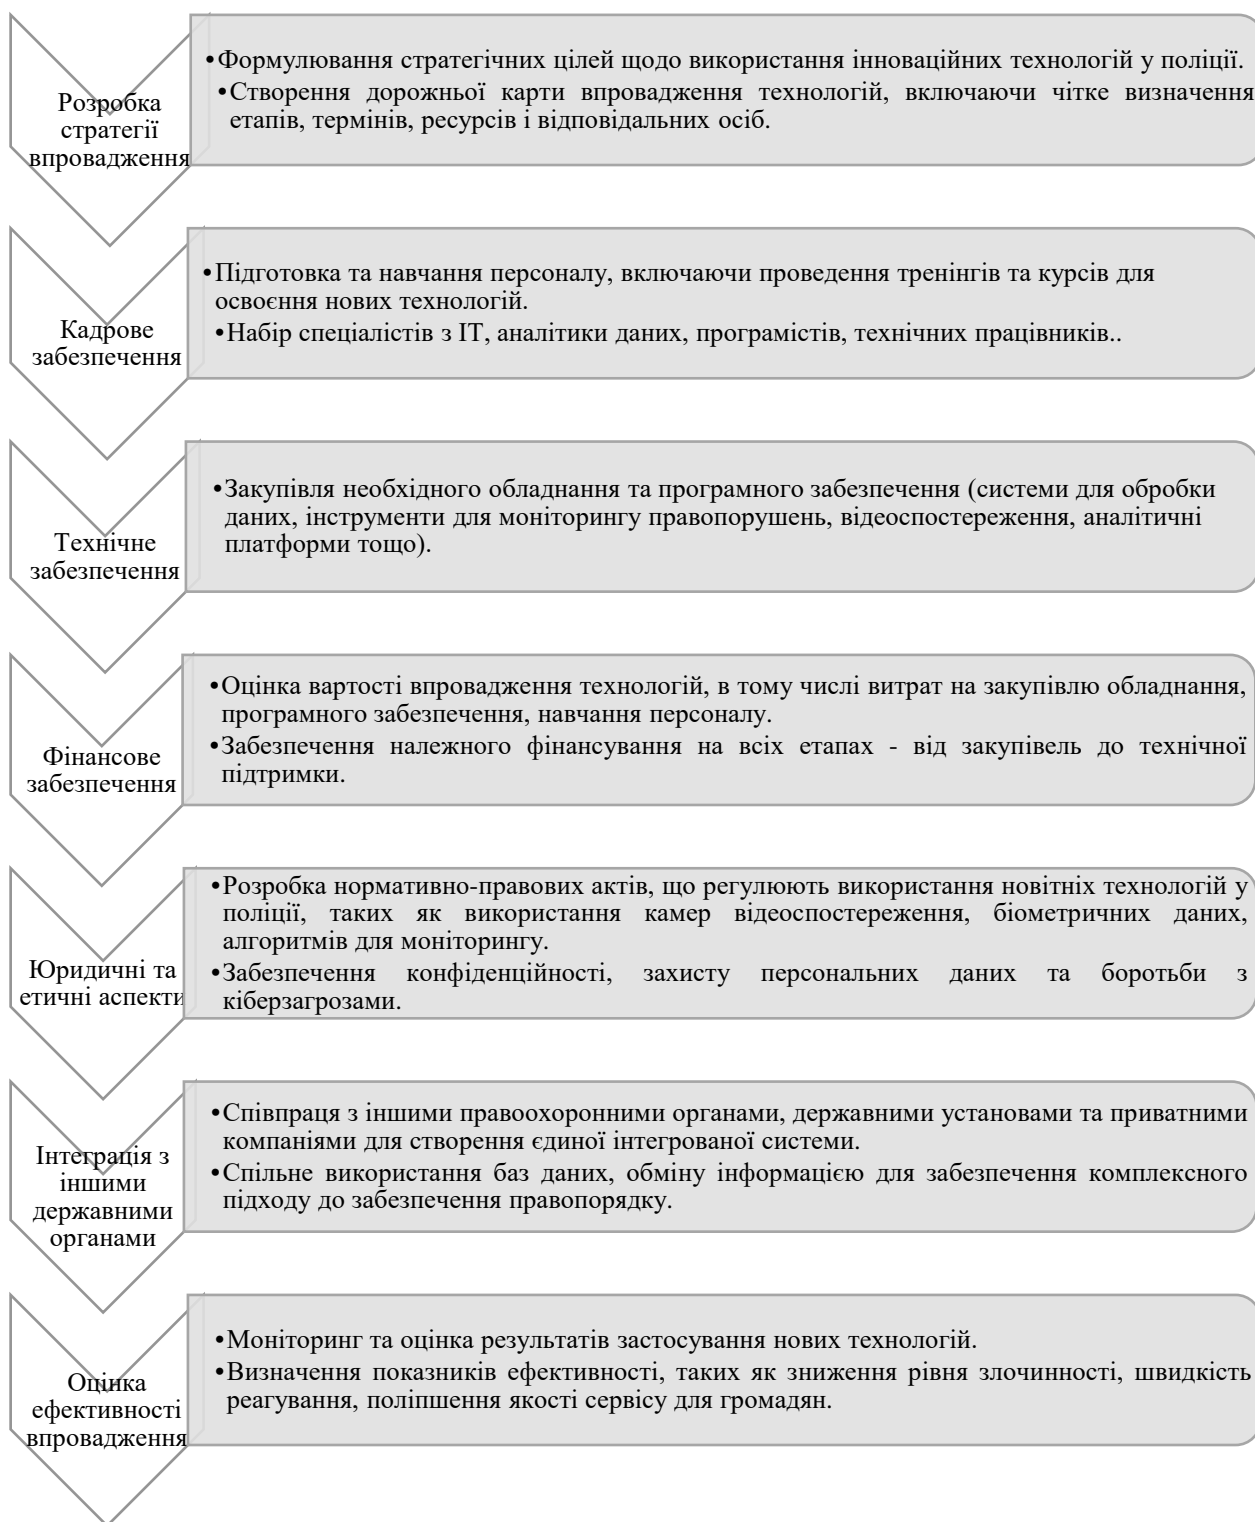 Розробка
стратегії
впровадження
•Формулювання стратегічних цілей щодо використання інноваційних технологій у поліції.
•Створення дорожньої карти впровадження технологій, включаючи чітке визначення
етапів, термінів, ресурсів і відповідальних осіб.
Кадрове
забезпечення
•Підготовка та навчання персоналу, включаючи проведення тренінгів та курсів для
освоєння нових технологій.
•Набір спеціалістів з ІТ, аналітики даних, програмістів, технічних працівників..
Технічне
забезпечення
•Закупівля необхідного обладнання та програмного забезпечення (системи для обробки
даних, інструменти для моніторингу правопорушень, відеоспостереження, аналітичні
платформи тощо).
Фінансове
забезпечення
•Оцінка вартості впровадження технологій, в тому числі витрат на закупівлю обладнання,
програмного забезпечення, навчання персоналу.
•Забезпечення належного фінансування на всіх етапах - від закупівель до технічної
підтримки.
Юридичні та
етичні аспекти
•Розробка нормативно-правових актів, що регулюють використання новітніх технологій у
поліції, таких як використання камер відеоспостереження, біометричних даних,
алгоритмів для моніторингу.
•Забезпечення конфіденційності, захисту персональних даних та боротьби з
кіберзагрозами.
Інтеграція з
іншими
державними
органами
•Співпраця з іншими правоохоронними органами, державними установами та приватними
компаніями для створення єдиної інтегрованої системи.
•Спільне використання баз даних, обміну інформацією для забезпечення комплексного
підходу до забезпечення правопорядку.
Оцінка
ефективності
впровадження
•Моніторинг та оцінка результатів застосування нових технологій.
•Визначення показників ефективності, таких як зниження рівня злочинності, швидкість
реагування, поліпшення якості сервісу для громадян.